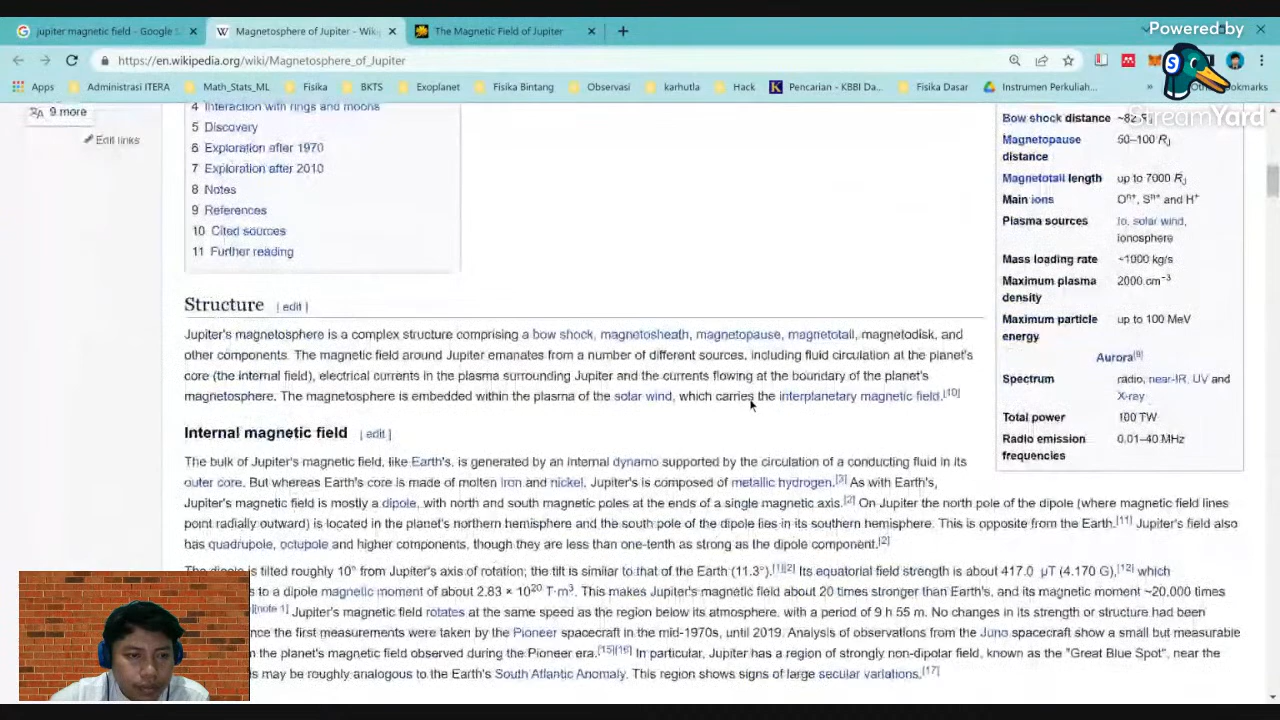 jupiter magnetic field - Google S
Magnetosphere of Jupiter - Wiki
The Magnetic Field of Jupiter
Powered by
StreamYard
https://en.wikipedia.org/wiki/Magnetosphere_of_Jupiter
Apps
Administrasi ITERA
Math_Stats_ML
Fisika
BKTS
Exoplanet
Fisika Bintang
Observasi
karhutla
Hack
Pencarian - KBBI Da...
Fisika Dasar
Instrumen Perkuliah...
9 more
Edit links
4 Interaction with rings and moons
5 Discovery
6 Exploration after 1970
7 Exploration after 2010
8 Notes
9 References
10 Cited sources
11 Further reading
Bow shock distance ~82 RJ
Magnetopause distance 50–100 RJ
Magnetotail length up to 7000 RJ
Main ions Oⁿ⁺, Sⁿ⁺ and H⁺
Plasma sources Io, solar wind, ionosphere
Mass loading rate ~1000 kg/s
Maximum plasma density 2000 cm⁻³
Maximum particle energy up to 100 MeV
Aurora[9]
Spectrum radio, near-IR, UV and X-ray
Total power 100 TW
Radio emission frequencies 0.01–40 MHz
Structure [ edit ]
Jupiter's magnetosphere is a complex structure comprising a bow shock, magnetosheath, magnetopause, magnetotail, magnetodisk, and
other components. The magnetic field around Jupiter emanates from a number of different sources, including fluid circulation at the planet's
core (the internal field), electrical currents in the plasma surrounding Jupiter and the currents flowing at the boundary of the planet's
magnetosphere. The magnetosphere is embedded within the plasma of the solar wind, which carries the interplanetary magnetic field.[10]
Internal magnetic field [ edit ]
The bulk of Jupiter's magnetic field, like Earth's, is generated by an internal dynamo supported by the circulation of a conducting fluid in its
outer core. But whereas Earth's core is made of molten iron and nickel, Jupiter's is composed of metallic hydrogen.[3] As with Earth's,
Jupiter's magnetic field is mostly a dipole, with north and south magnetic poles at the ends of a single magnetic axis.[2] On Jupiter the north pole of the dipole (where magnetic field lines
point radially outward) is located in the planet's northern hemisphere and the south pole of the dipole lies in its southern hemisphere. This is opposite from the Earth.[11] Jupiter's field also
has quadrupole, octupole and higher components, though they are less than one-tenth as strong as the dipole component.[2]
The dipole is tilted roughly 10° from Jupiter's axis of rotation; the tilt is similar to that of the Earth (11.3°).[1][2] Its equatorial field strength is about 417.0 μT (4.170 G),[12] which
s to a dipole magnetic moment of about 2.83 × 10²⁰ T·m³. This makes Jupiter's magnetic field about 20 times stronger than Earth's, and its magnetic moment ~20,000 times
[note 1] Jupiter's magnetic field rotates at the same speed as the region below its atmosphere, with a period of 9 h 55 m. No changes in its strength or structure had been
nce the first measurements were taken by the Pioneer spacecraft in the mid-1970s, until 2019. Analysis of observations from the Juno spacecraft show a small but measurable
n the planet's magnetic field observed during the Pioneer era.[15][16] In particular, Jupiter has a region of strongly non-dipolar field, known as the "Great Blue Spot", near the
s may be roughly analogous to the Earth's South Atlantic Anomaly. This region shows signs of large secular variations.[17]